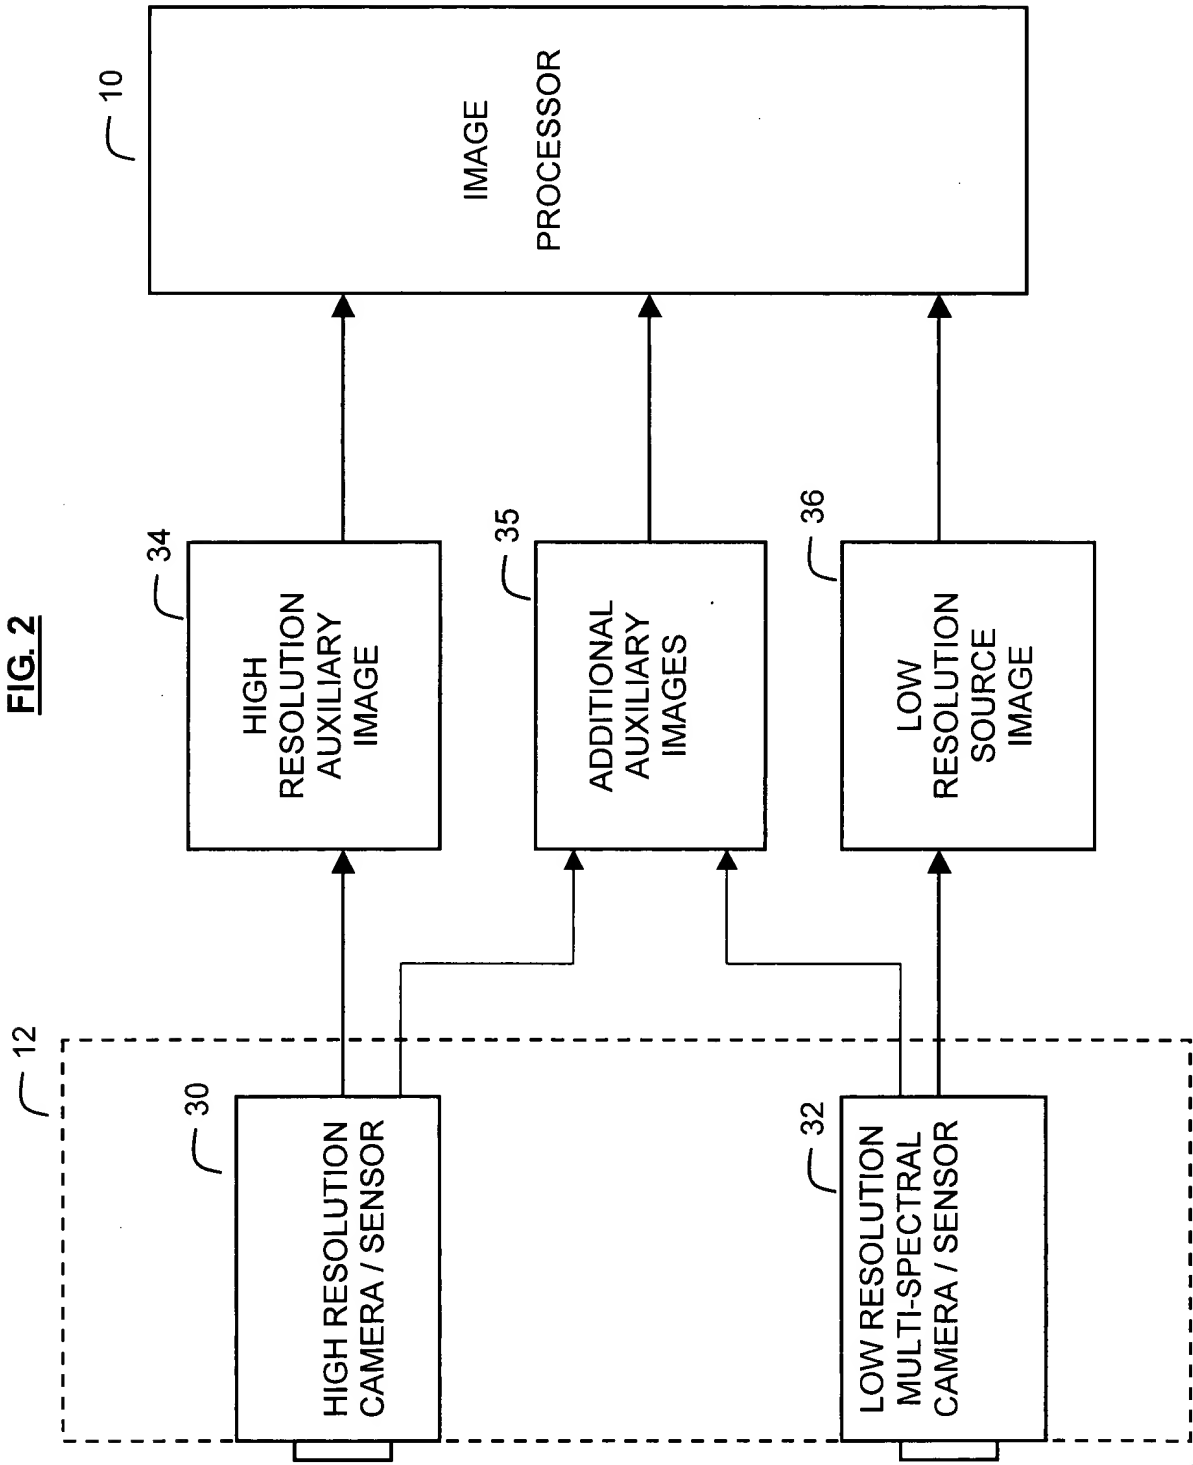 FIG. 2
12
30
HIGH RESOLUTION
CAMERA / SENSOR
34
HIGH
RESOLUTION
AUXILIARY
IMAGE
10
IMAGE
PROCESSOR
35
ADDITIONAL
AUXILIARY
IMAGES
32
LOW RESOLUTION
MULTI-SPECTRAL
CAMERA / SENSOR
36
LOW
RESOLUTION
SOURCE
IMAGE